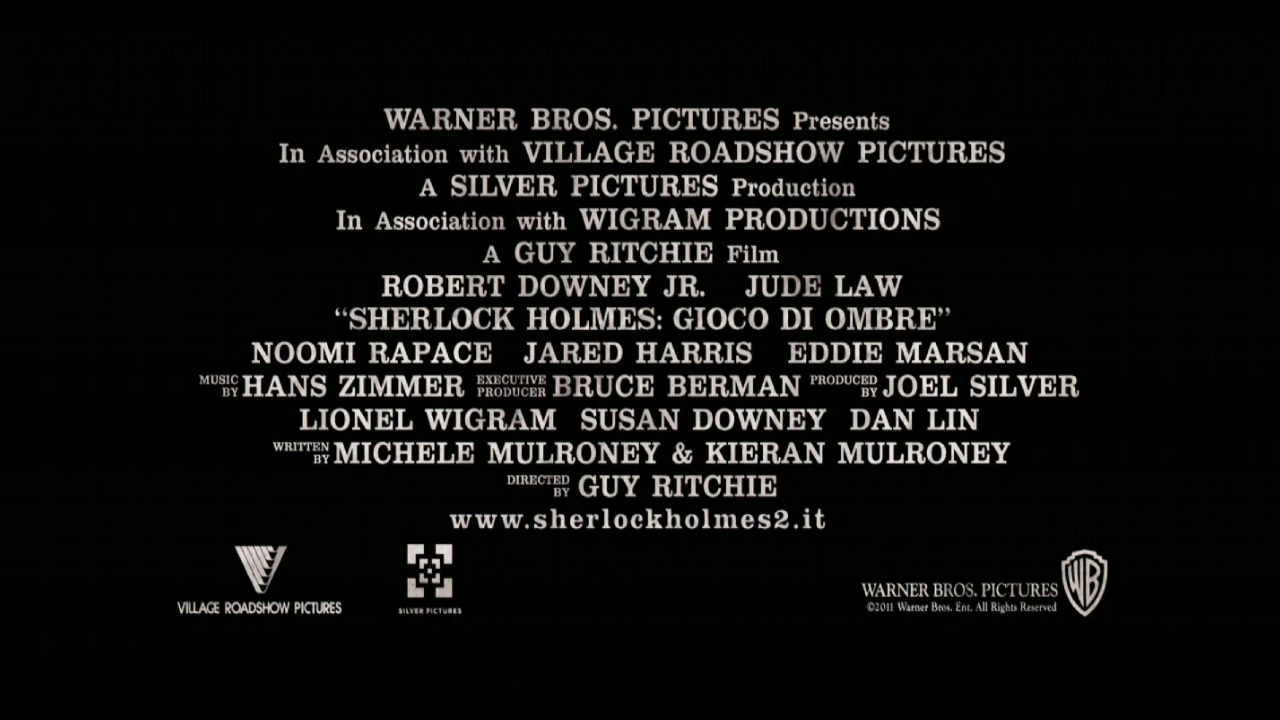 WARNER BROS. PICTURES Presents
In Association with VILLAGE ROADSHOW PICTURES
A SILVER PICTURES Production
In Association with WIGRAM PRODUCTIONS
A GUY RITCHIE Film
ROBERT DOWNEY JR. JUDE LAW
“SHERLOCK HOLMES: GIOCO DI OMBRE”
NOOMI RAPACE JARED HARRIS EDDIE MARSAN
MUSIC BY HANS ZIMMER EXECUTIVE PRODUCER BRUCE BERMAN PRODUCED BY JOEL SILVER
LIONEL WIGRAM SUSAN DOWNEY DAN LIN
WRITTEN BY MICHELE MULRONEY & KIERAN MULRONEY
DIRECTED BY GUY RITCHIE
www.sherlockholmes2.it
VILLAGE ROADSHOW PICTURES
SILVER PICTURES
WARNER BROS. PICTURES
©2011 Warner Bros. Ent. All Rights Reserved
WB